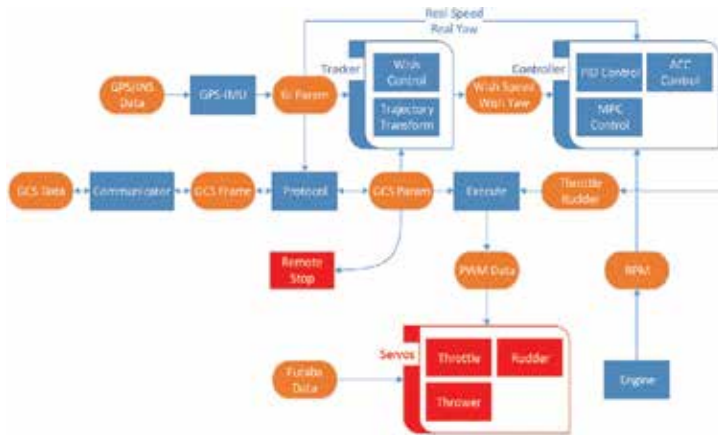 Real Speed
Real Yaw
Tracker
Wish
Control
Controller
PID Control
ACC
Control
GPS/INS
Data
GPS-IMU
Gi Param
Wish Speed
Wish Yaw
Trajectory
Transform
MPC
Control
GCS Data
Communicator
GCS Frame
Protocol
GCS Param
Execute
Throttle
Rudder
Remote
Stop
PWM Data
RPM
Servos
Throttle
Rudder
Futaba
Data
Thrower
Engine